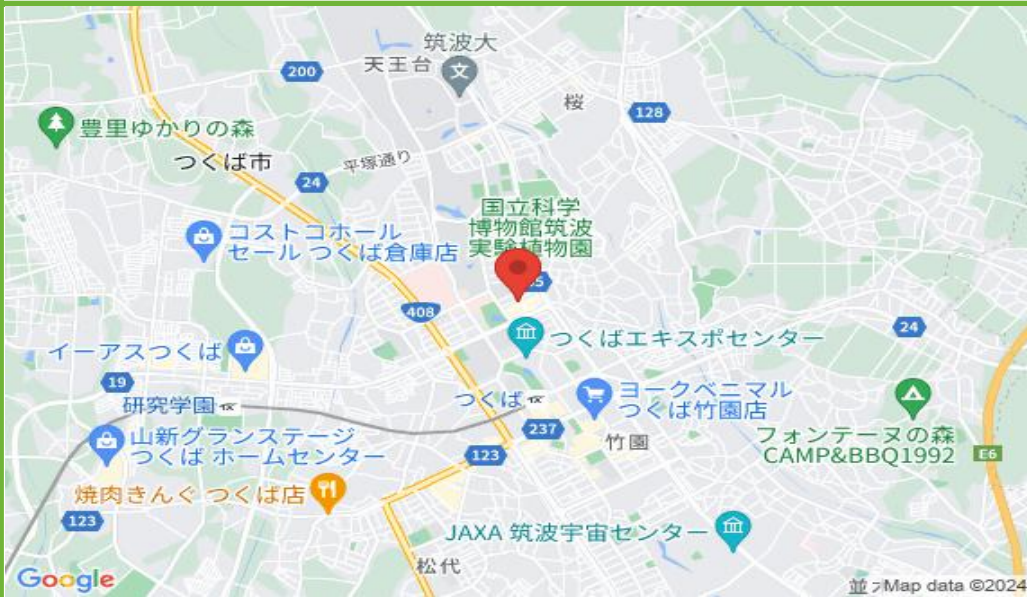 筑波大
天王台
文
200
桜
128
豊里ゆかりの森
つくば市
平塚通り
24
国立科学
博物館筑波
実験植物園
コストコホール
セール つくば倉庫店
408
つくばエキスポセンター
24
イーアスつくば
19
研究学園
つくば
ヨークベニマル
つくば竹園店
237
竹園
山新グランステージ
つくば ホームセンター
123
フォンテーヌの森
CAMP&BBQ1992
E6
焼肉きんぐ つくば店
123
JAXA 筑波宇宙センター
松代
Google
Map data ©2024